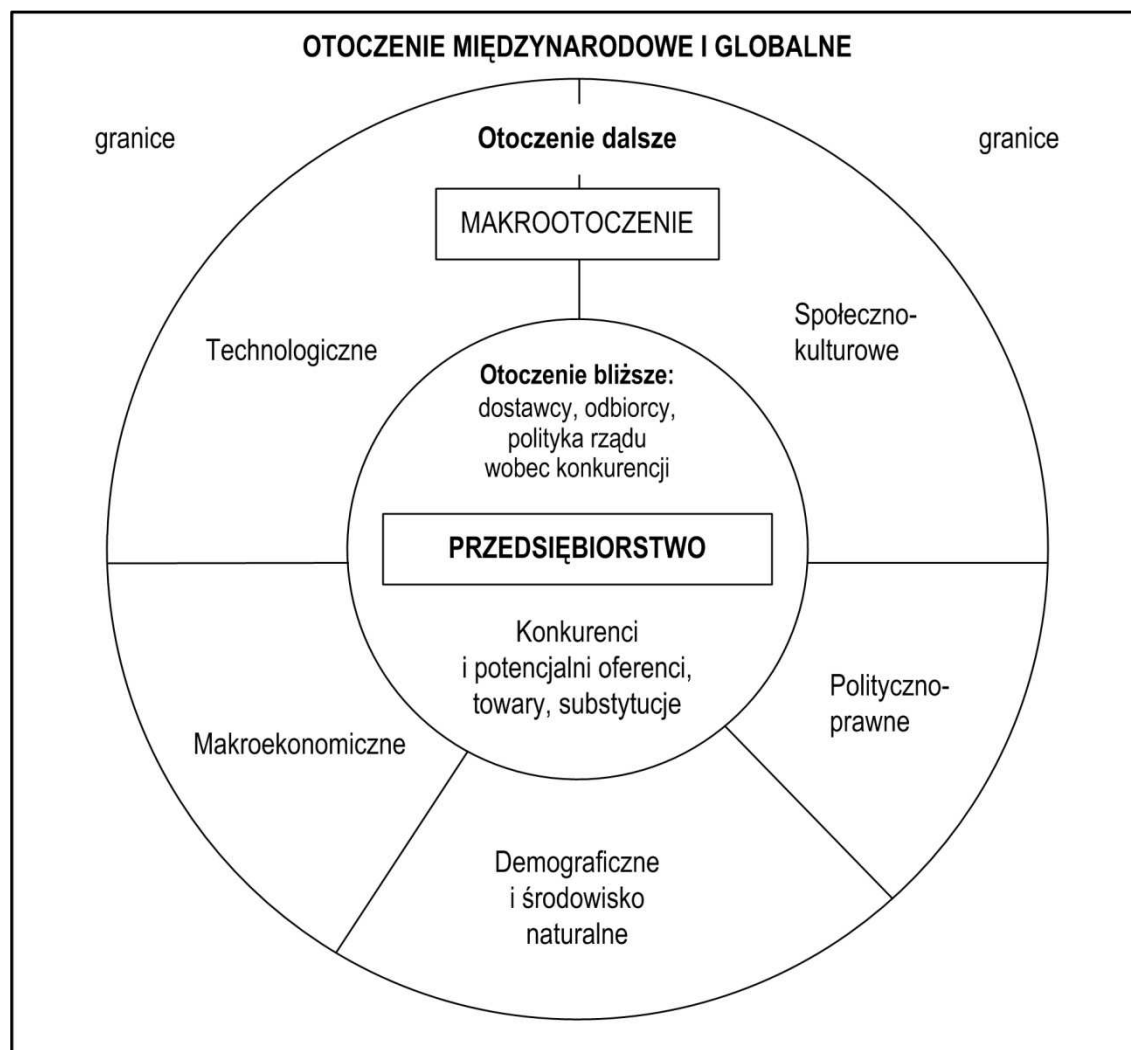 OTOCZENIE MIĘDZYNARODOWE I GLOBALNE
granice
Otoczenie dalsze
granice
MAKROOTOCZENIE
Technologiczne
Społeczno-
kulturowe
Otoczenie bliższe:
dostawcy, odbiorcy,
polityka rządu
wobec konkurencji
PRZEDSIĘBIORSTWO
Konkurenci
i potencjalni oferenci,
towary, substytucje
Makroekonomiczne
Polityczno-
prawne
Demograficzne
i środowisko
naturalne